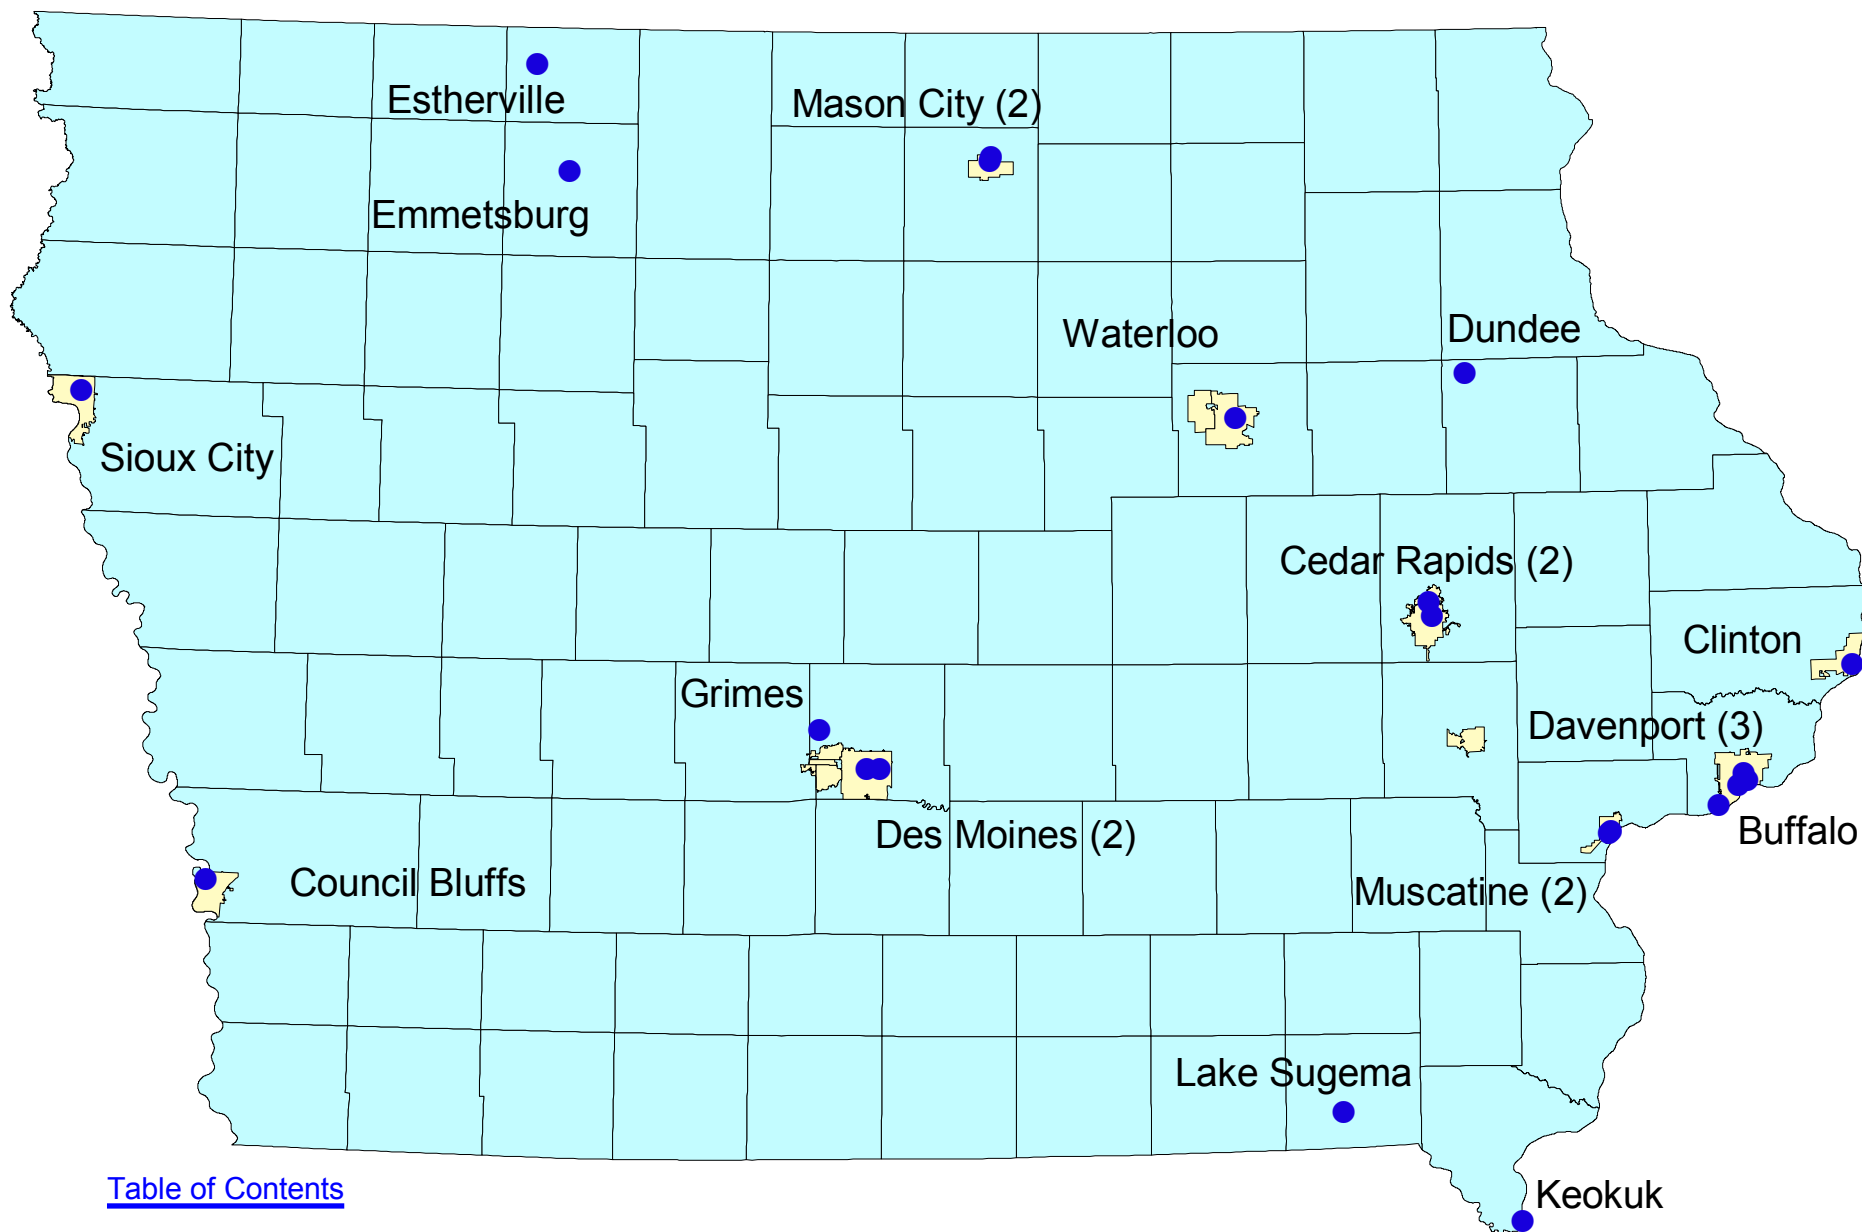 Estherville
Mason City (2)
Emmetsburg
Waterloo
Dundee
Sioux City
Cedar Rapids (2)
Clinton
Grimes
Davenport (3)
Des Moines (2)
Buffalo
Council Bluffs
Muscatine (2)
Lake Sugema
Table of Contents
Keokuk